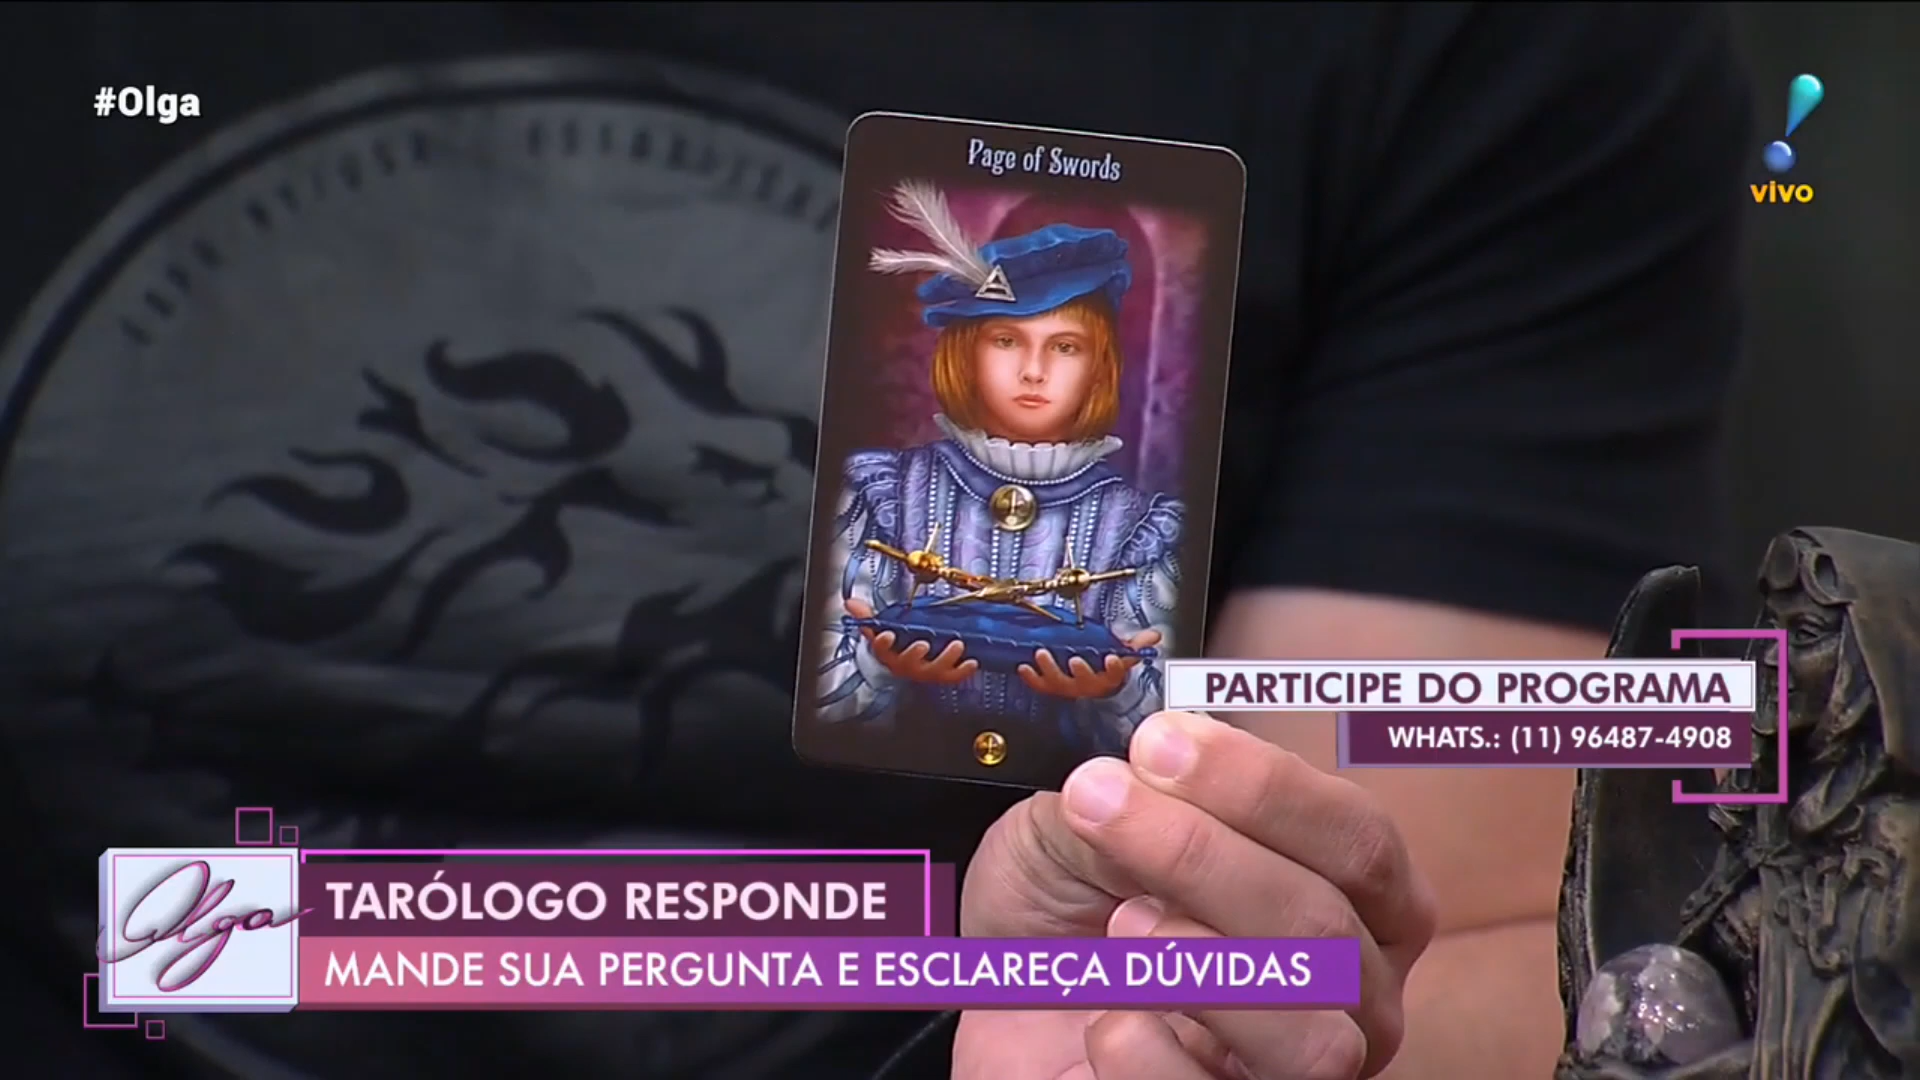 #Olga
vivo
Page of Swords
PARTICIPE DO PROGRAMA
WHATS.: (11) 96487-4908
Olga
TARÓLOGO RESPONDE
MANDE SUA PERGUNTA E ESCLAREÇA DÚVIDAS